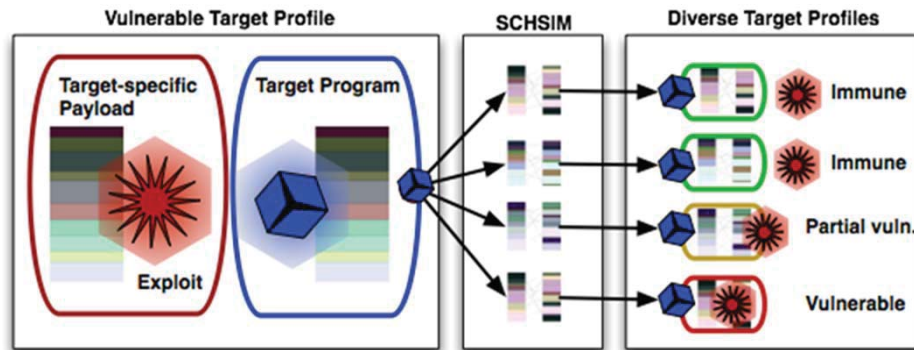 Vulnerable Target Profile
SCHSIM
Diverse Target Profiles
Target-specific
Payload
Target Program
Exploit
Immune
Immune
Partial vuln.
Vulnerable